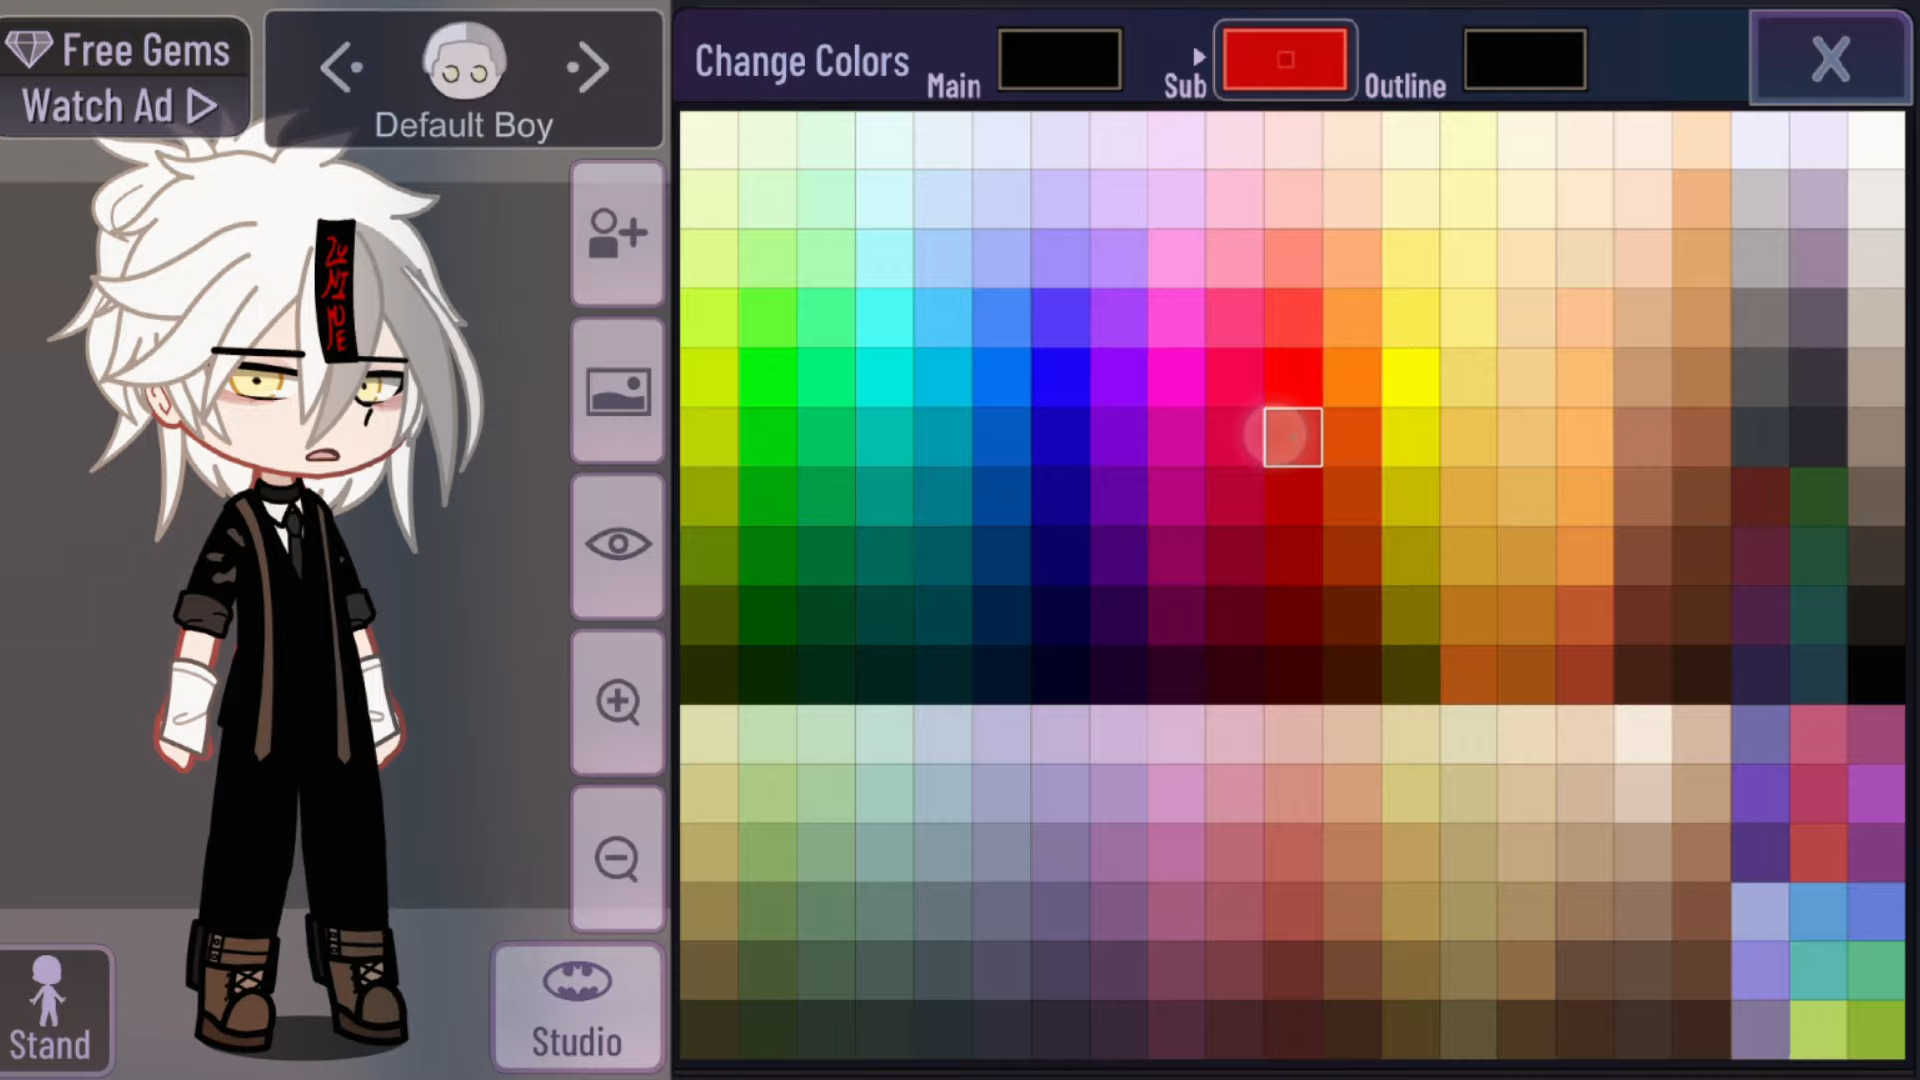 Free Gems
Watch Ad
Default Boy
Change Colors
Main
Sub
Outline
X
Stand
Studio